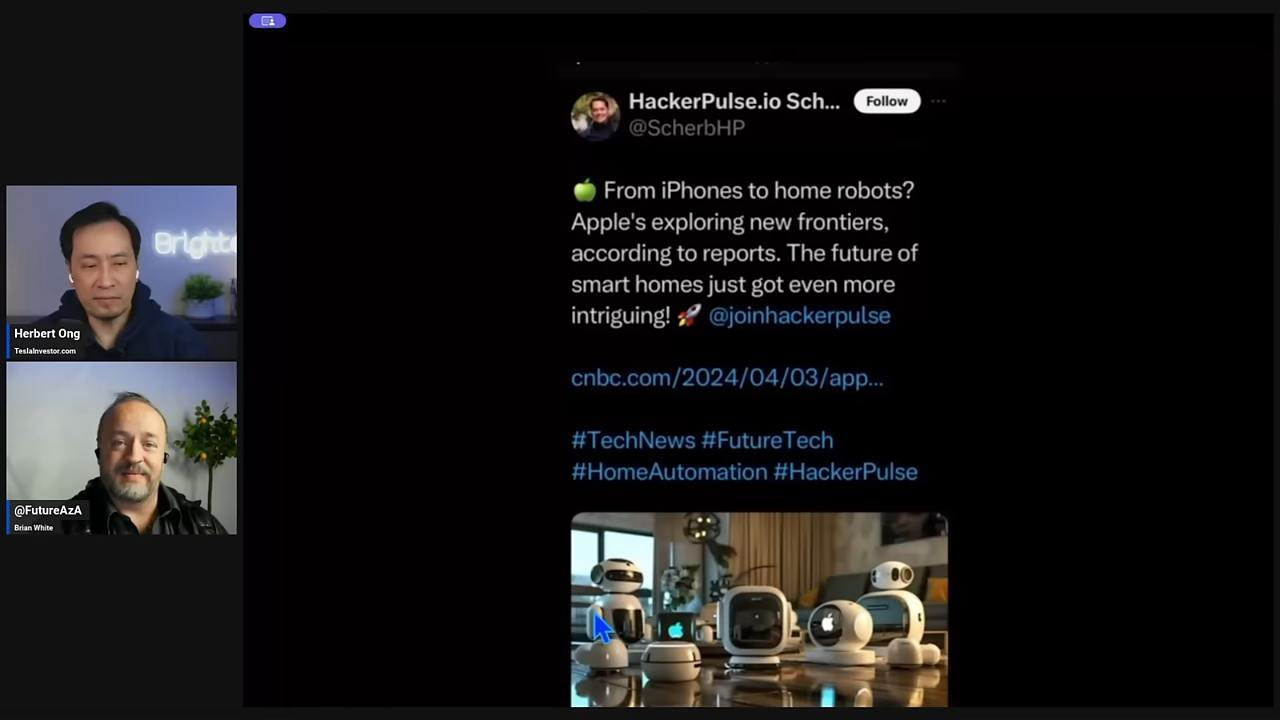 HackerPulse.io Sch...
Follow
@ScherbHP
From iPhones to home robots?
Apple's exploring new frontiers,
according to reports. The future of
smart homes just got even more
intriguing! 🚀 @joinhackerpulse
cnbc.com/2024/04/03/app...
#TechNews #FutureTech
#HomeAutomation #HackerPulse
Herbert Ong
TeslaInvestor.com
@FutureAzA
Brian White